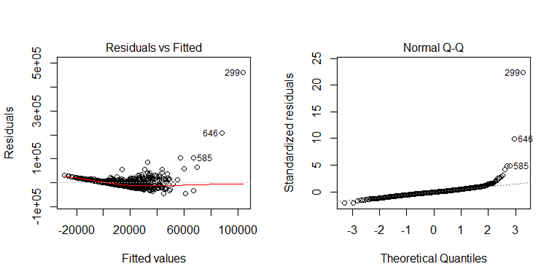 Residuals vs Fitted
Residuals
5e+05
3e+05
1e+05
-1e+05
299
646
585
-20000 20000 60000 100000
Fitted values
Normal Q-Q
Standardized residuals
25
20
15
10
5
0
299
646
585
-3 -2 -1 0 1 2 3
Theoretical Quantiles